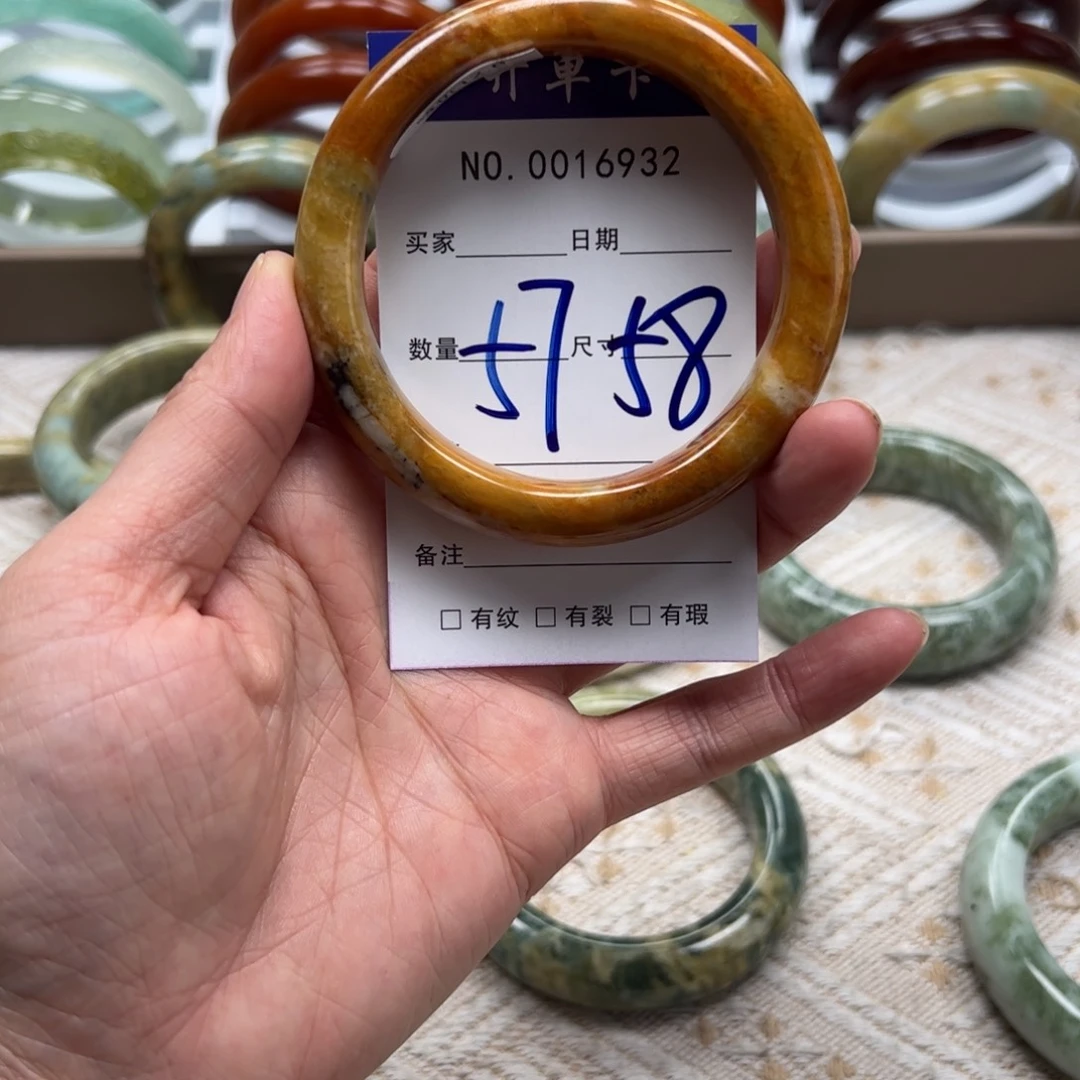 开单卡
NO. 0016932
买家 日期
数量 57 尺寸 58
备注
□ 有纹 □ 有裂 □ 有瑕